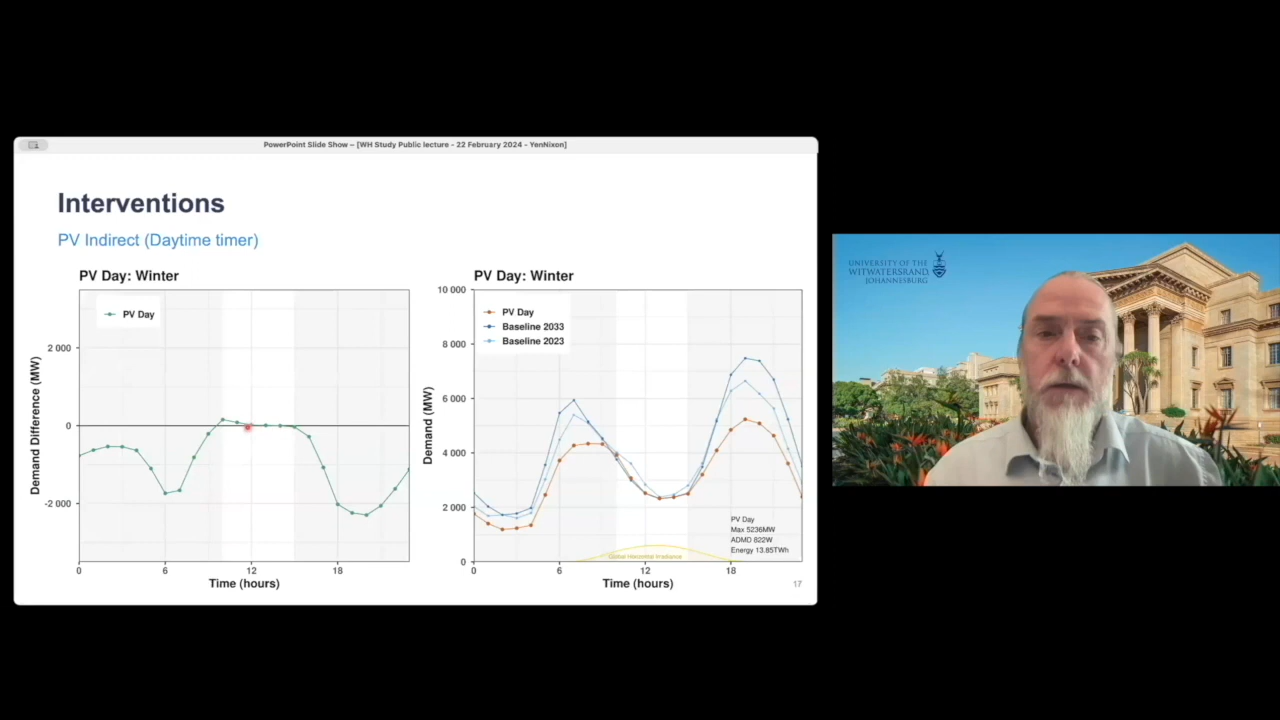 PowerPoint Slide Show – [WH Study Public lecture - 22 February 2024 - YenNixon]
Interventions
PV Indirect (Daytime timer)
PV Day: Winter
PV Day
2 000
0
-2 000
Demand Difference (MW)
0
6
12
18
Time (hours)
PV Day: Winter
10 000
8 000
6 000
4 000
2 000
0
Demand (MW)
PV Day
Baseline 2033
Baseline 2023
PV Day
Max 5236MW
ADMD 822W
Energy 13.85TWh
Global Horizontal Irradiance
0
6
12
18
Time (hours)
17
UNIVERSITY OF THE
WITWATERSRAND,
JOHANNESBURG